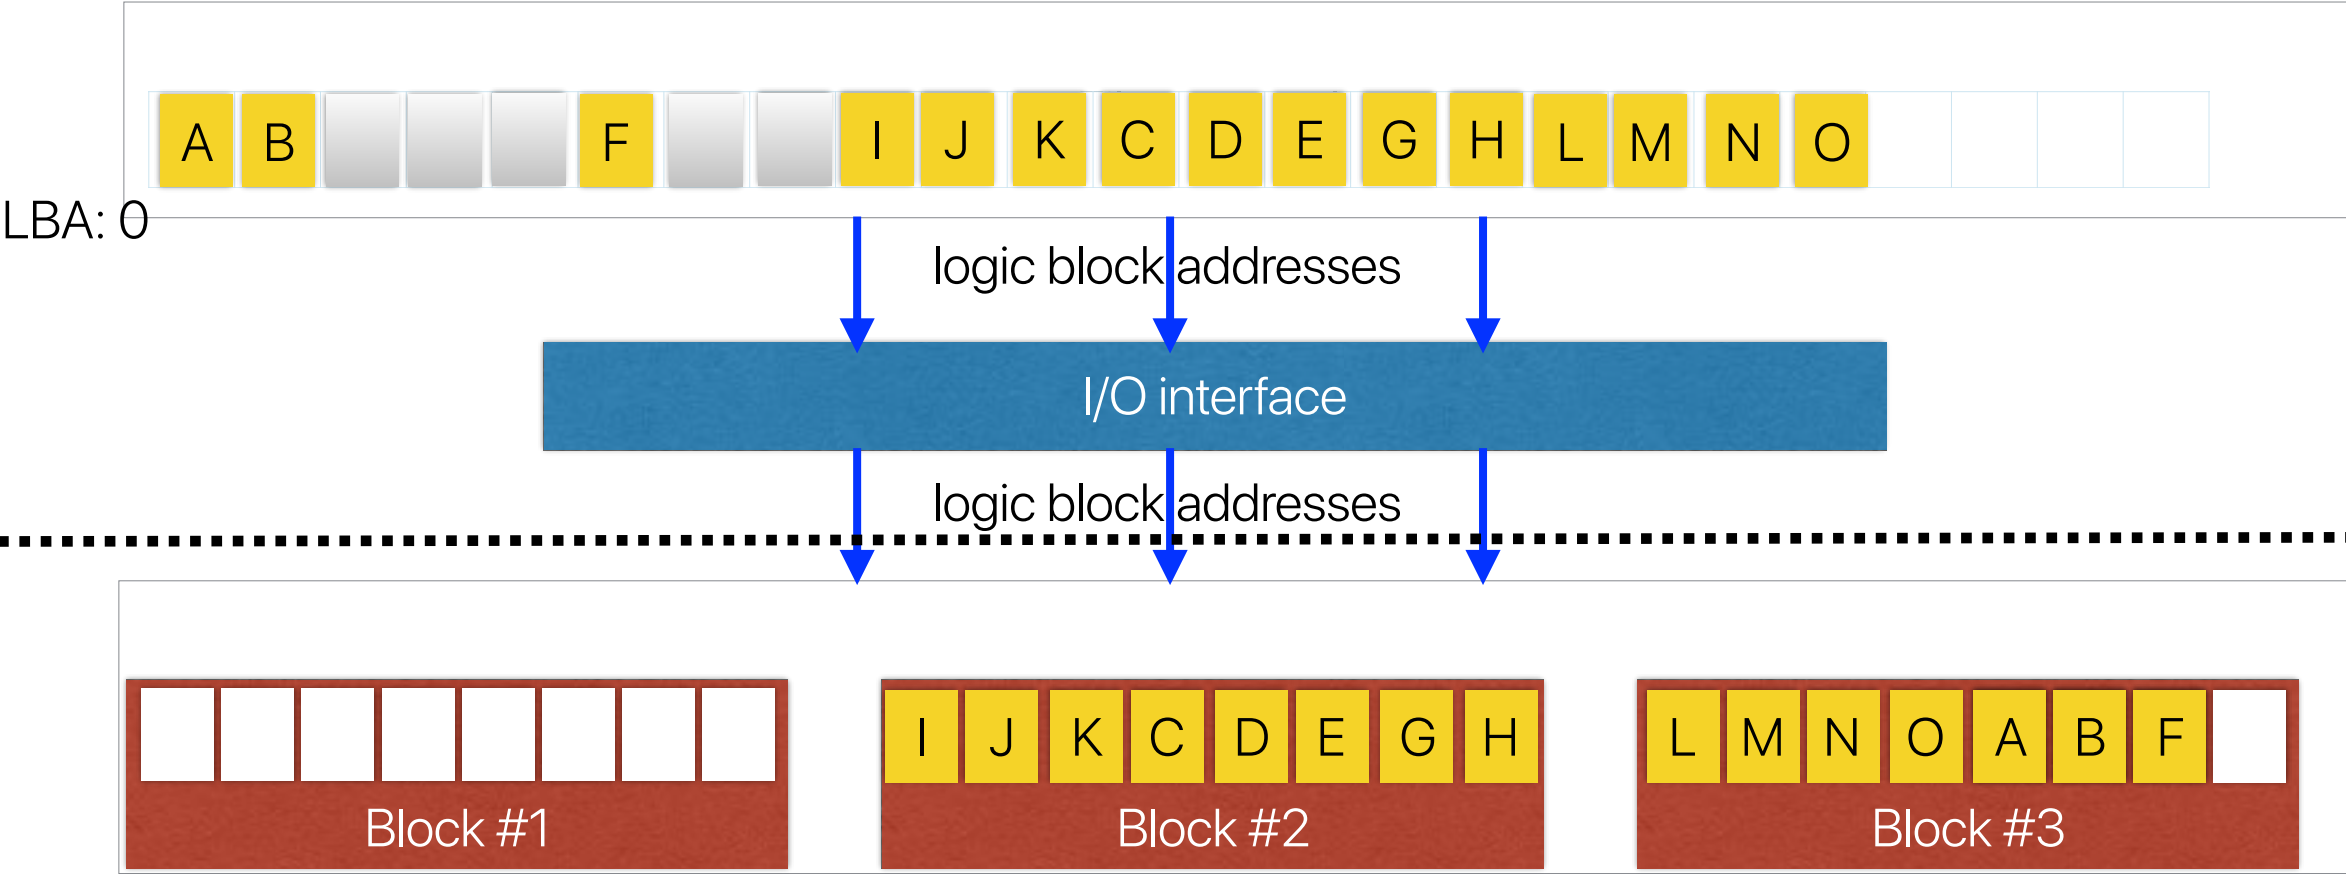 A B F I J K C D E G H L M N O
LBA: 0
logic block addresses
I/O interface
logic block addresses
I J K C D E G H L M N O A B F
Block #1 Block #2 Block #3